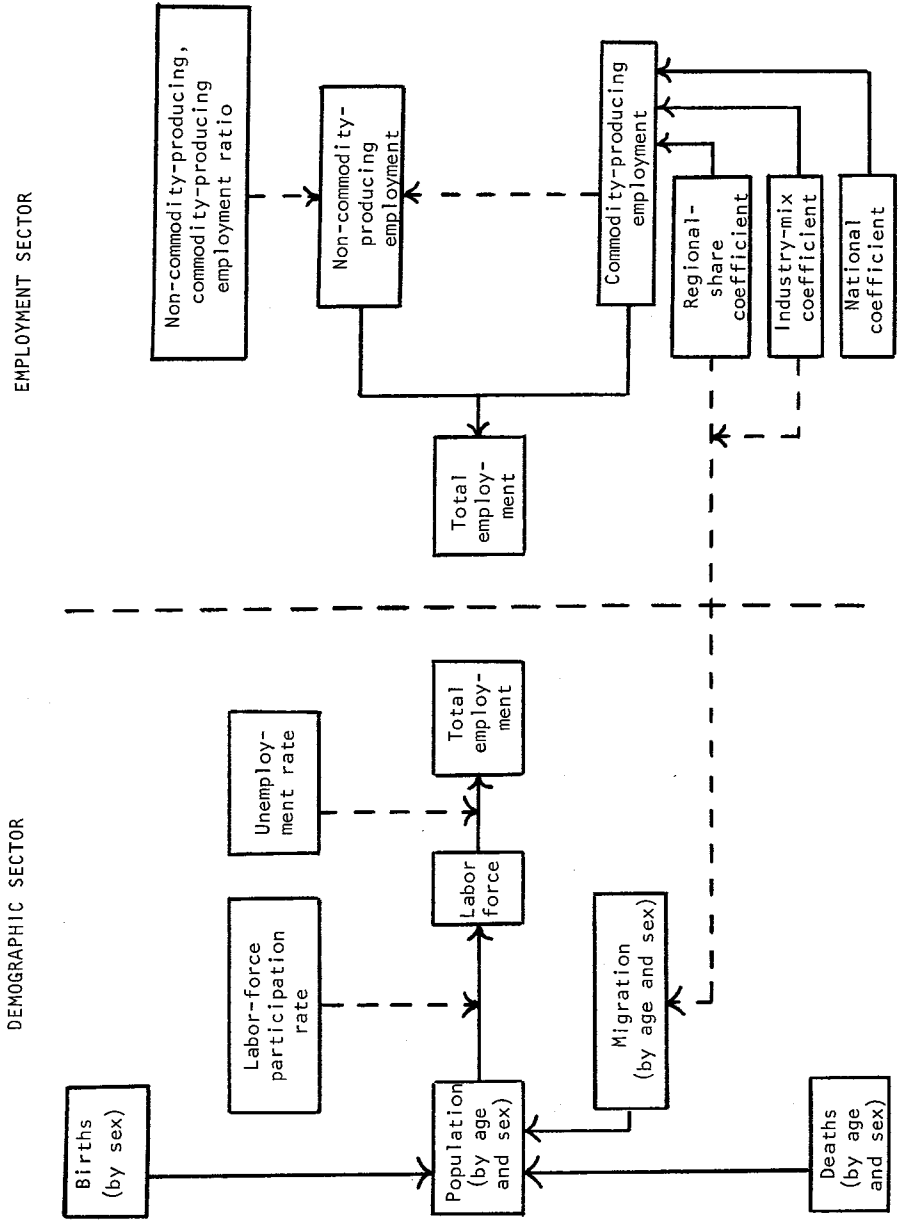 DEMOGRAPHIC SECTOR
EMPLOYMENT SECTOR
Births
(by sex)
Labor-force
participation
rate
Unemploy-
ment rate
Population
(by age
and sex)
Labor
force
Total
employ-
ment
Migration
(by age and sex)
Deaths
(by age
and sex)
Non-commodity-producing,
commodity-producing
employment ratio
Non-commodity-
producing
employment
Total
employ-
ment
Commodity-producing
employment
Regional-
share
coefficient
Industry-mix
coefficient
National
coefficient